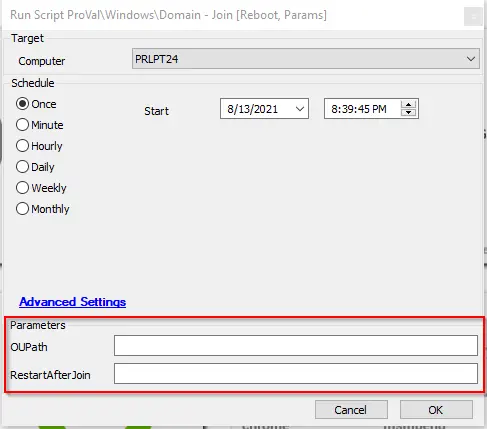 Run Script ProVal\Windows\Domain - Join [Reboot, Params]
x
Target
Computer PRLPT24
Schedule
Once Start 8/13/2021 8:39:45 PM
Minute
Hourly
Daily
Weekly
Monthly
Advanced Settings
Parameters
OUPath
RestartAfterJoin
Cancel OK
chrome